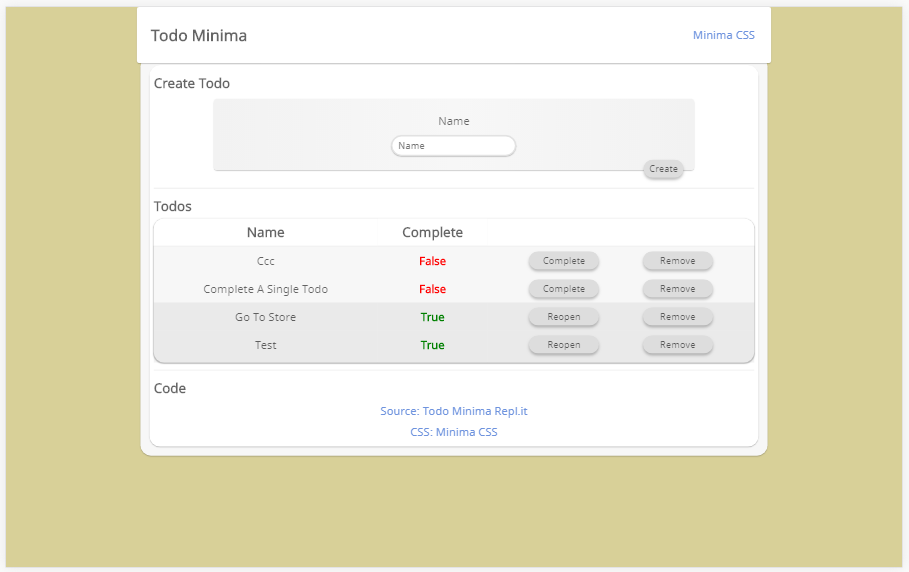 Todo Minima Minima CSS
Create Todo
Name
Name
Create
Todos
Name Complete
Ccc False Complete Remove
Complete A Single Todo False Complete Remove
Go To Store True Reopen Remove
Test True Reopen Remove
Code
Source: Todo Minima Repl.it
CSS: Minima CSS